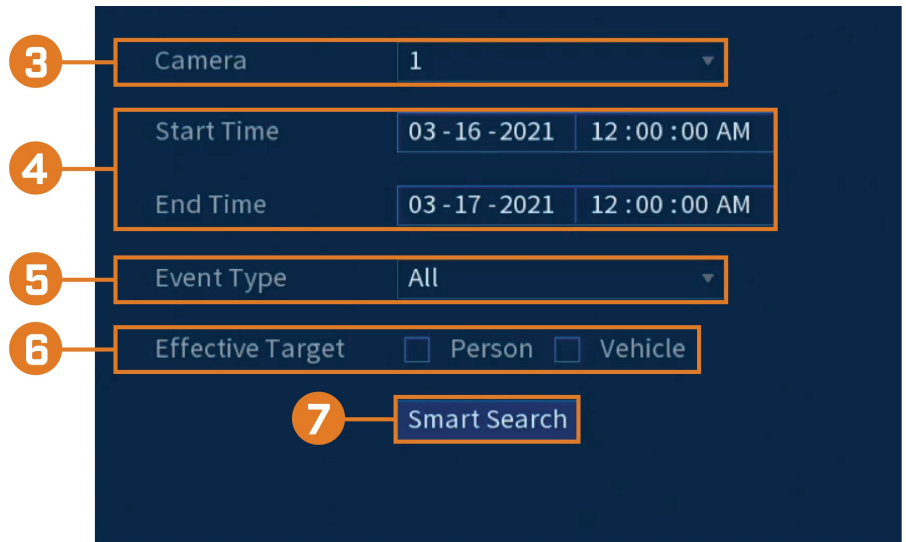 3 Camera 1
Start Time 03 - 16 - 2021 12 : 00 : 00 AM
4
End Time 03 - 17 - 2021 12 : 00 : 00 AM
5 Event Type All
6 Effective Target Person Vehicle
7 Smart Search